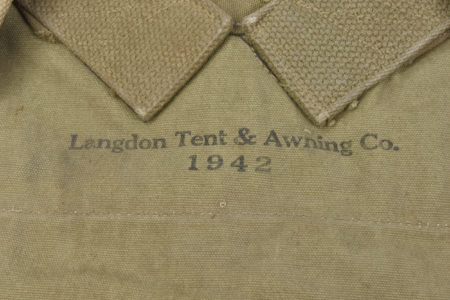 Langdon Tent & Awning Co.
1942